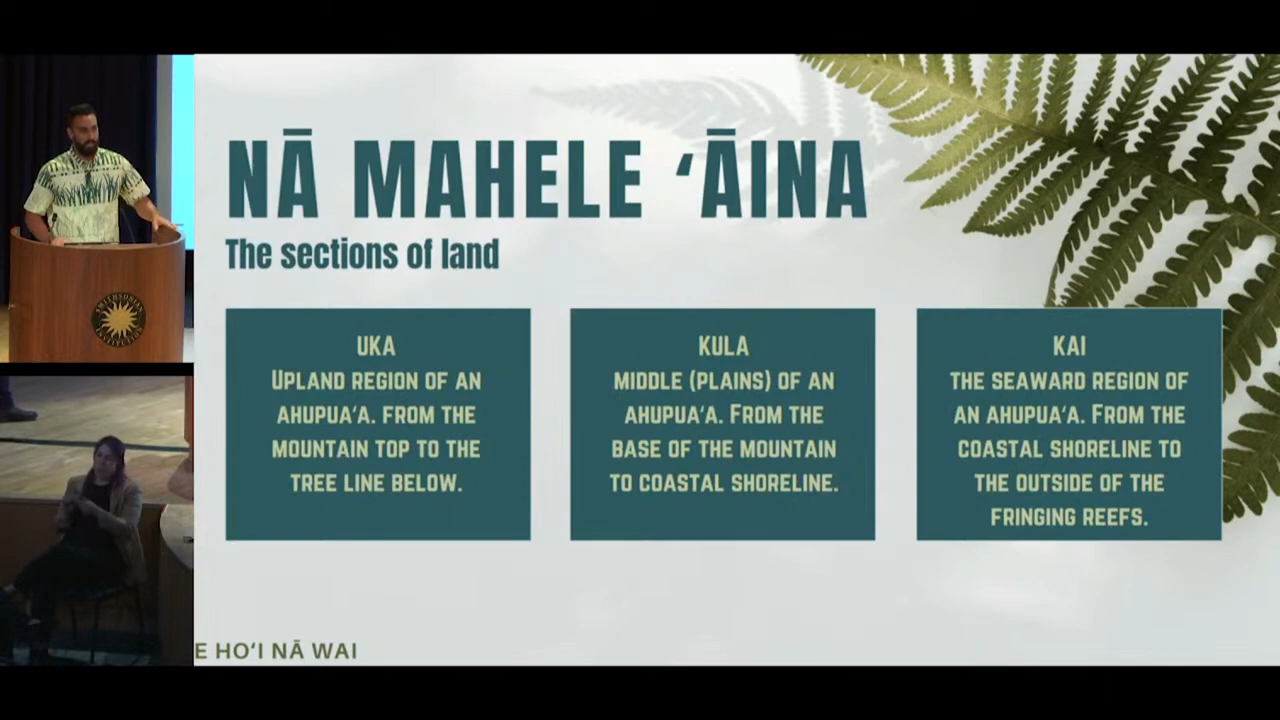 NĀ MAHELE ʻĀINA
The sections of land
UKA
UPLAND REGION OF AN
AHUPUAʻA. FROM THE
MOUNTAIN TOP TO THE
TREE LINE BELOW.
KULA
MIDDLE (PLAINS) OF AN
AHUPUAʻA. FROM THE
BASE OF THE MOUNTAIN
TO COASTAL SHORELINE.
KAI
THE SEAWARD REGION OF
AN AHUPUAʻA. FROM THE
COASTAL SHORELINE TO
THE OUTSIDE OF THE
FRINGING REEFS.
E HOʻI NĀ WAI
SMITHSONIAN
INSTITUTION